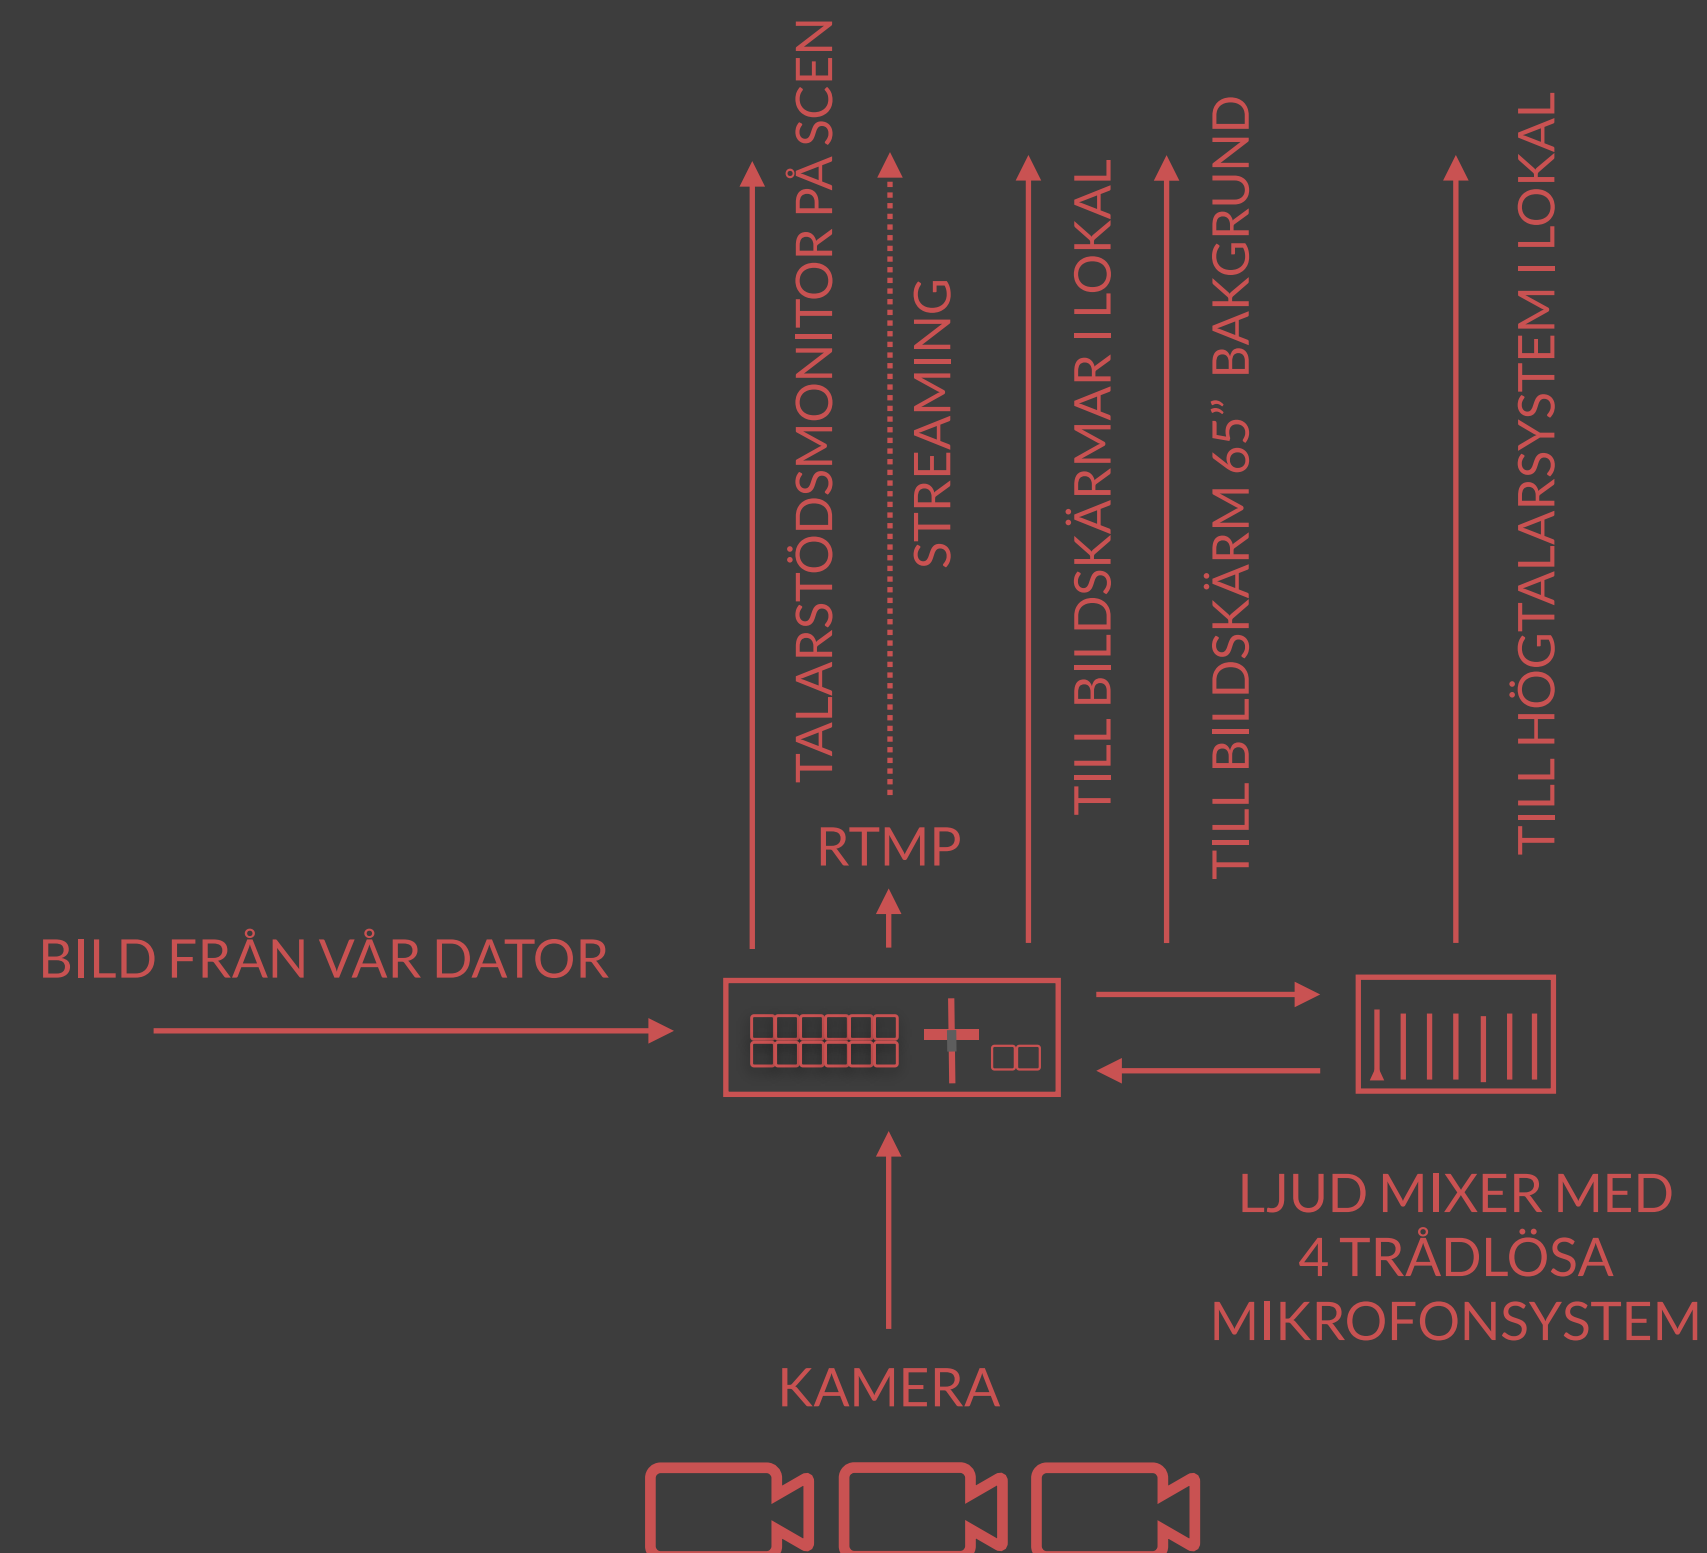 TALARSTÖDSMONITOR PÅ SCEN
STREAMING
TILL BILDSKÄRMAR I LOKAL
TILL BILDSKÄRM 65” BAKGRUND
TILL HÖGTALARSYSTEM I LOKAL
RTMP
BILD FRÅN VÅR DATOR
LJUD MIXER MED
4 TRÅDLÖSA
MIKROFONSYSTEM
KAMERA